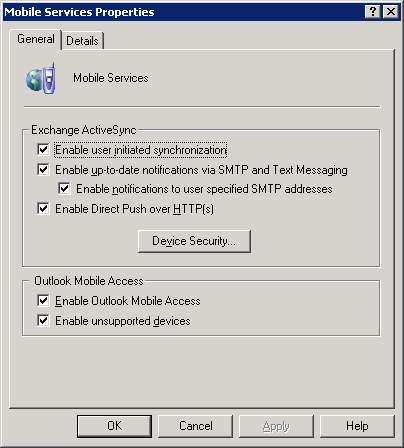 Mobile Services Properties
General Details
Mobile Services
Exchange ActiveSync
Enable user initiated synchronization
Enable up-to-date notifications via SMTP and Text Messaging
Enable notifications to user specified SMTP addresses
Enable Direct Push over HTTP(s)
Device Security...
Outlook Mobile Access
Enable Outlook Mobile Access
Enable unsupported devices
OK Cancel Apply Help